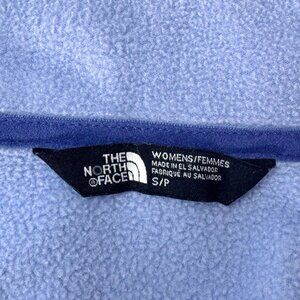 THE
NORTH
FACE
®
WOMENS/FEMMES
MADE IN EL SALVADOR
FABRIQUÉ AU SALVADOR
S/P